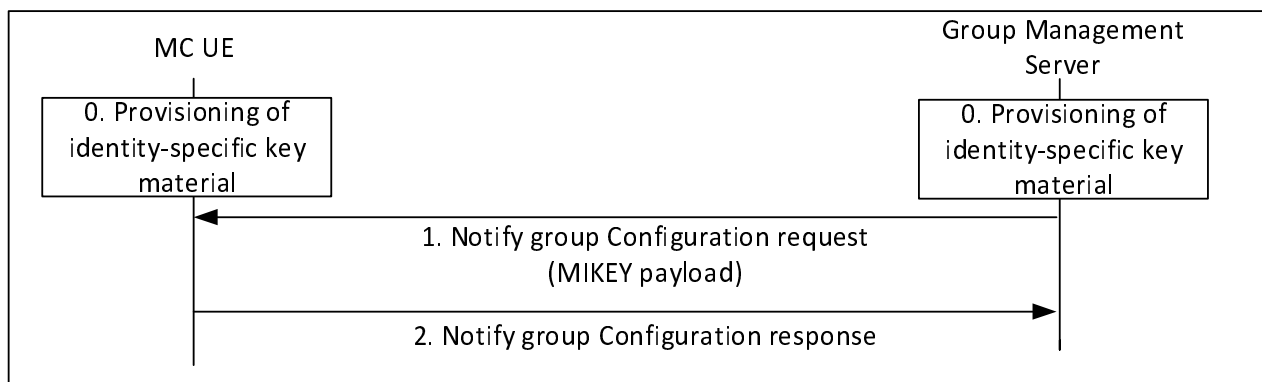 MC UE
Group Management
Server
0. Provisioning of
identity-specific key
material
0. Provisioning of
identity-specific key
material
1. Notify group Configuration request
(MIKEY payload)
2. Notify group Configuration response